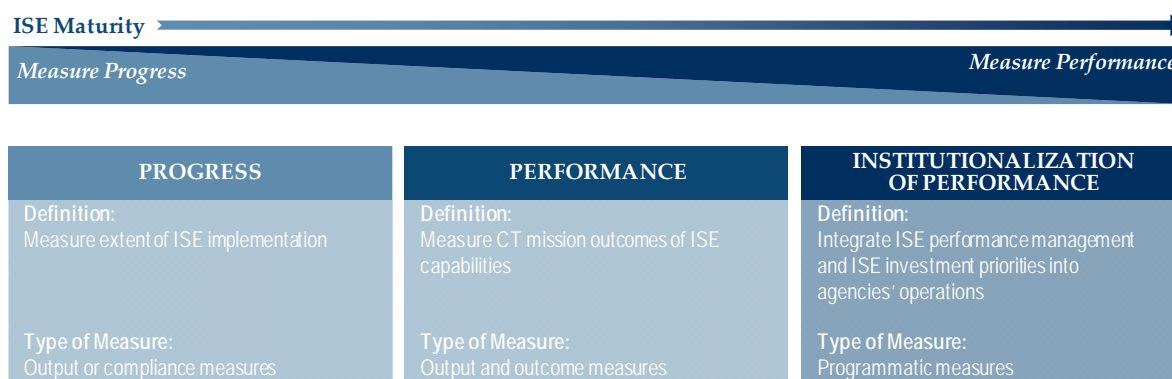 ISE Maturity
Measure Progress
Measure Performance
PROGRESS
Definition:
Measure extent of ISE implementation
Type of Measure:
Output or compliance measures
PERFORMANCE
Definition:
Measure CT mission outcomes of ISE
capabilities
Type of Measure:
Output and outcome measures
INSTITUTIONALIZATION
OF PERFORMANCE
Definition:
Integrate ISE performance management
and ISE investment priorities into
agencies' operations
Type of Measure:
Programmatic measures